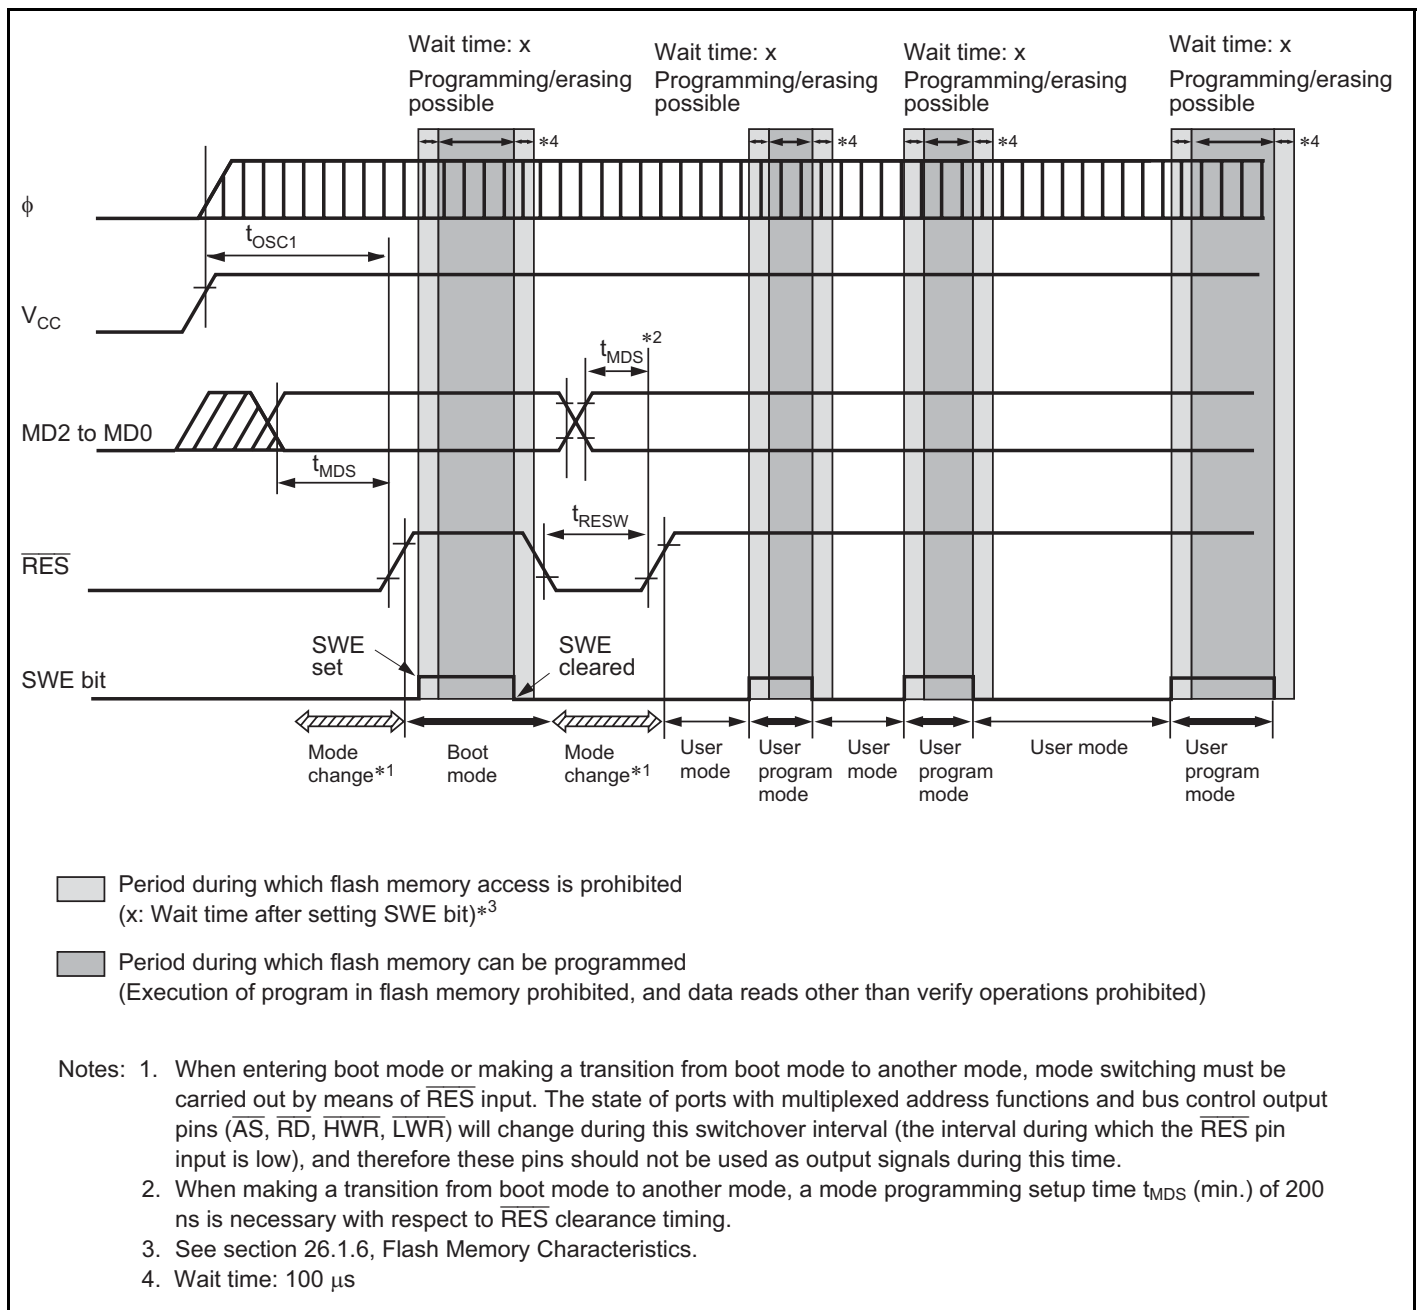 Wait time: x
Programming/erasing
possible
Wait time: x
Programming/erasing
possible
Wait time: x
Programming/erasing
possible
Wait time: x
Programming/erasing
possible
*4
*4
*4
*4
ϕ
tOSC1
VCC
tMDS*2
MD2 to MD0
tMDS
tRESW
R̅E̅S̅
SWE
set
SWE
cleared
SWE bit
Mode
change*1
Boot
mode
Mode
change*1
User
mode
User
program
mode
User
mode
User
program
mode
User mode
User
program
mode
Period during which flash memory access is prohibited
(x: Wait time after setting SWE bit)*3
Period during which flash memory can be programmed
(Execution of program in flash memory prohibited, and data reads other than verify operations prohibited)
Notes: 1. When entering boot mode or making a transition from boot mode to another mode, mode switching must be
carried out by means of R̅E̅S̅ input. The state of ports with multiplexed address functions and bus control output
pins (A̅S̅, R̅D̅, H̅W̅R̅, L̅W̅R̅) will change during this switchover interval (the interval during which the R̅E̅S̅ pin
input is low), and therefore these pins should not be used as output signals during this time.
2. When making a transition from boot mode to another mode, a mode programming setup time tMDS (min.) of 200
ns is necessary with respect to R̅E̅S̅ clearance timing.
3. See section 26.1.6, Flash Memory Characteristics.
4. Wait time: 100 μs